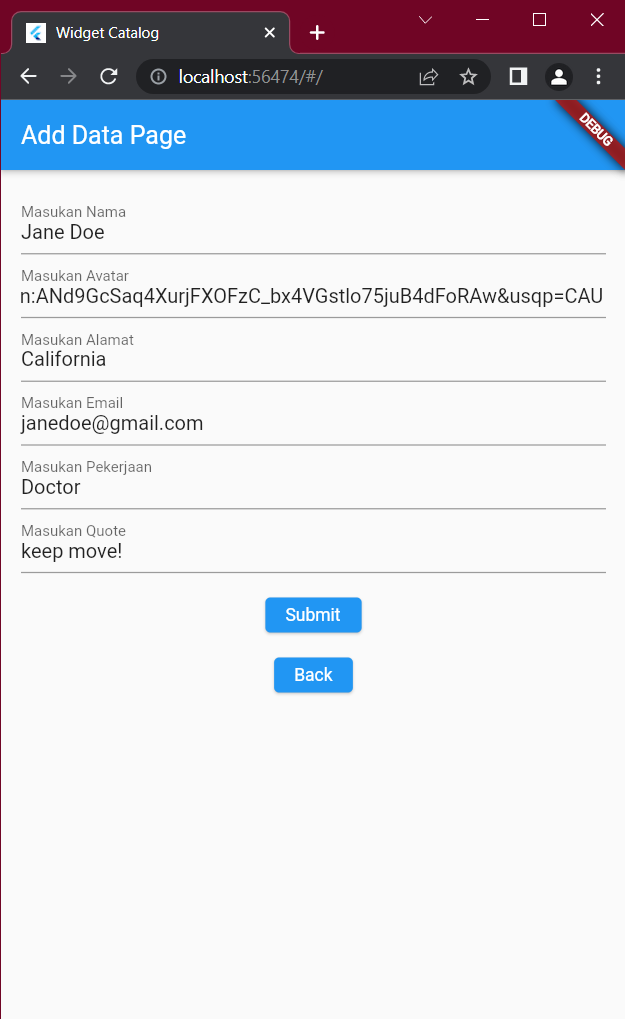 Widget Catalog
localhost:56474/#/
Add Data Page
DEBUG
Masukan Nama
Jane Doe
Masukan Avatar
n:ANd9GcSaq4XurjFXOFzC_bx4VGstlo75juB4dFoRAw&usqp=CAU
Masukan Alamat
California
Masukan Email
janedoe@gmail.com
Masukan Pekerjaan
Doctor
Masukan Quote
keep move!
Submit
Back